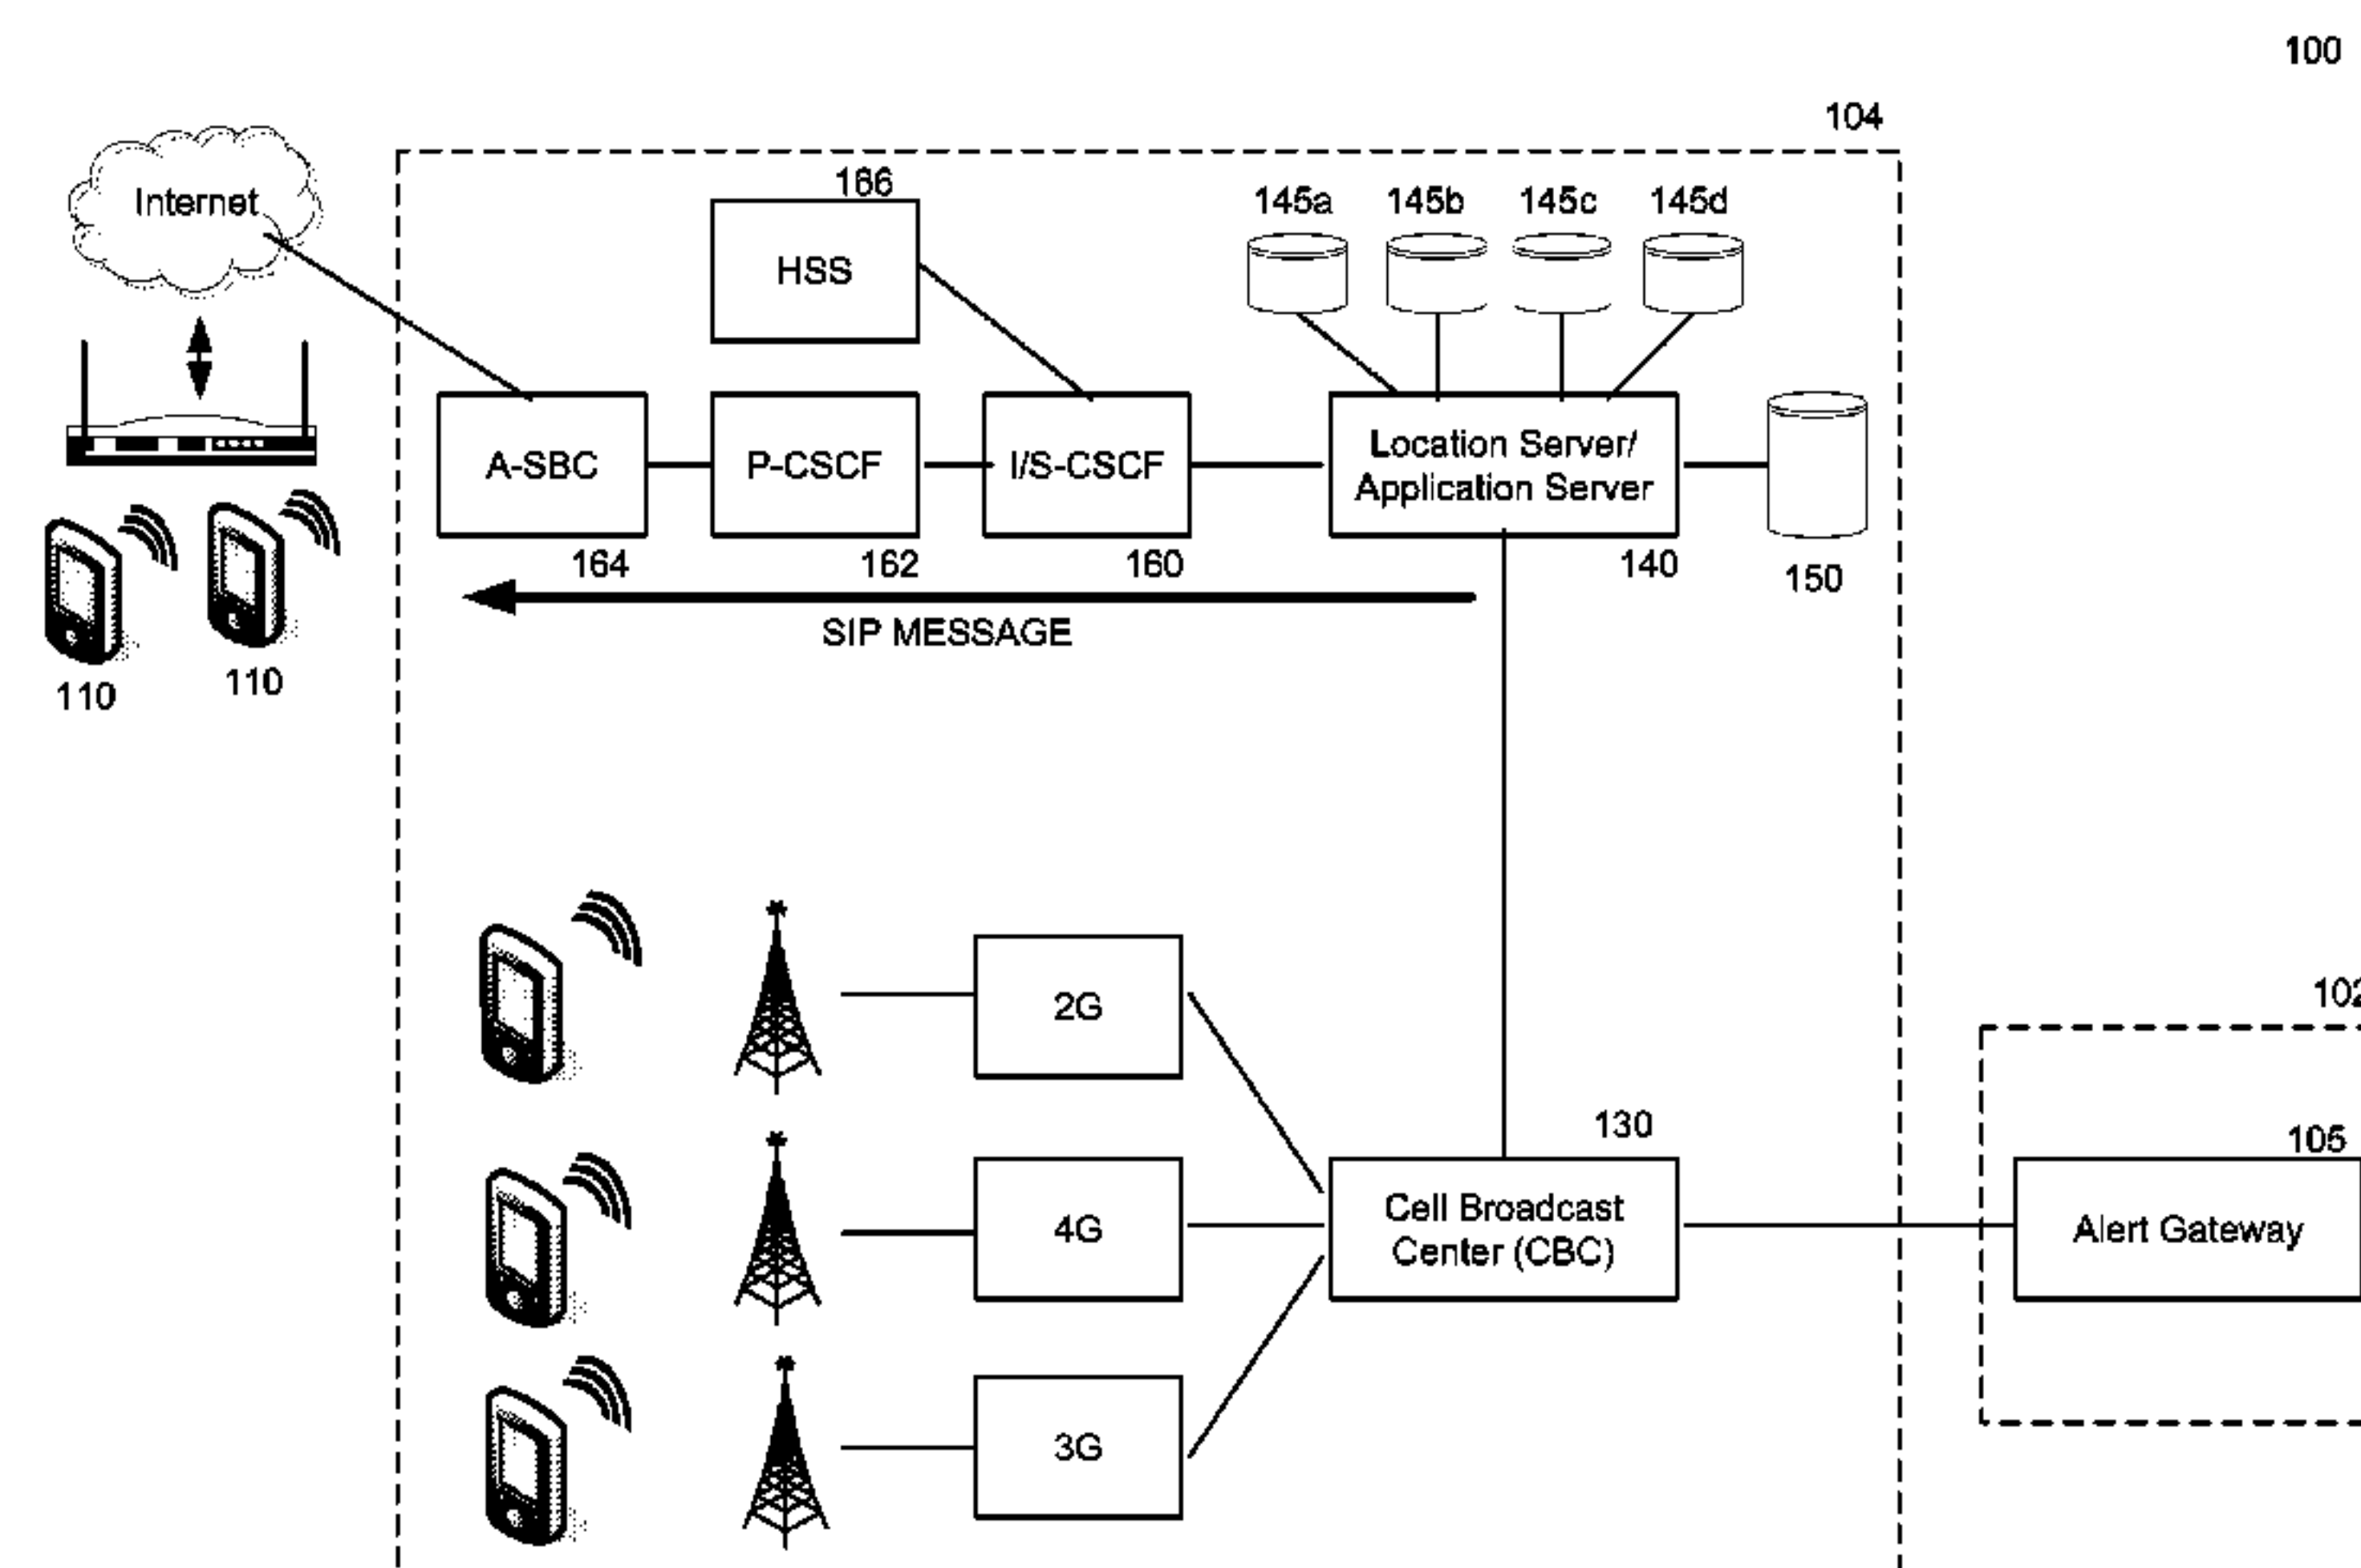 100
104
Internet
166
145a 145b 145c 145d
HSS
A-SBC
P-CSCF
I/S-CSCF
Location Server/
Application Server
164
162
160
140
150
SIP MESSAGE
110
110
2G
102
130
105
4G
Cell Broadcast
Center (CBC)
Alert Gateway
3G